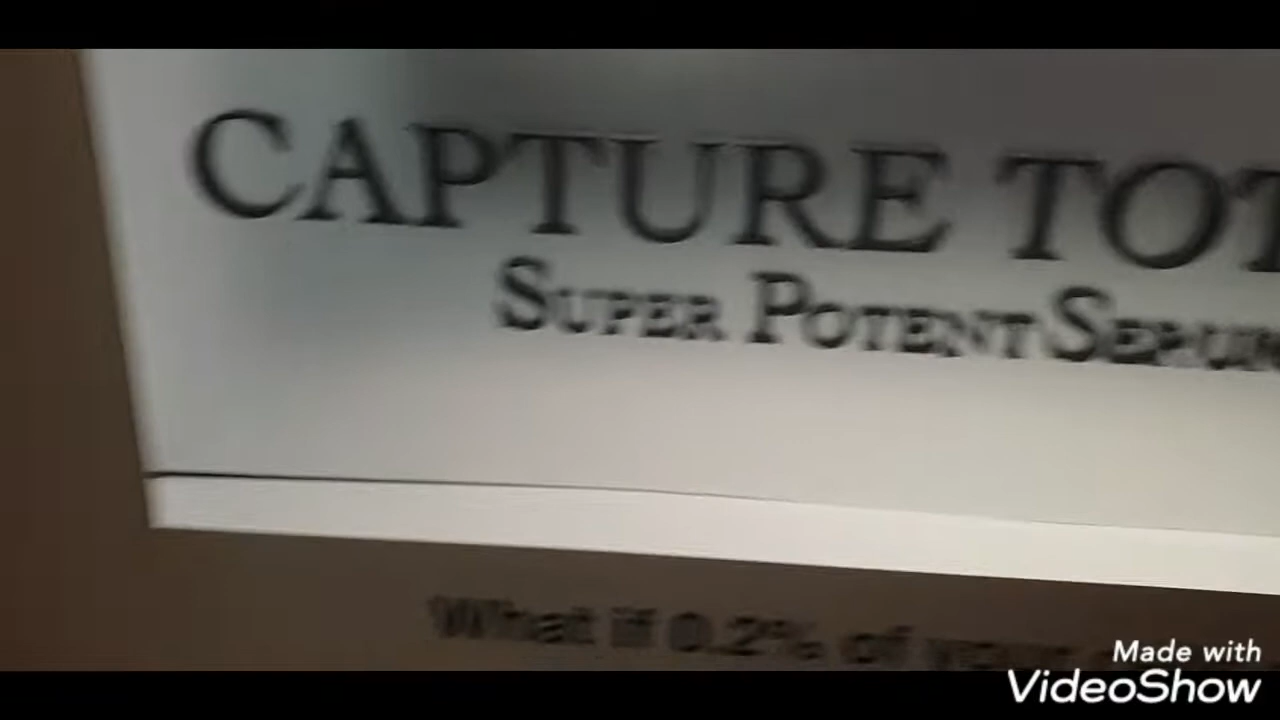 CAPTURE TOT
SUPER POTENT SERUM
What if 0.2% of your
Made with
VideoShow